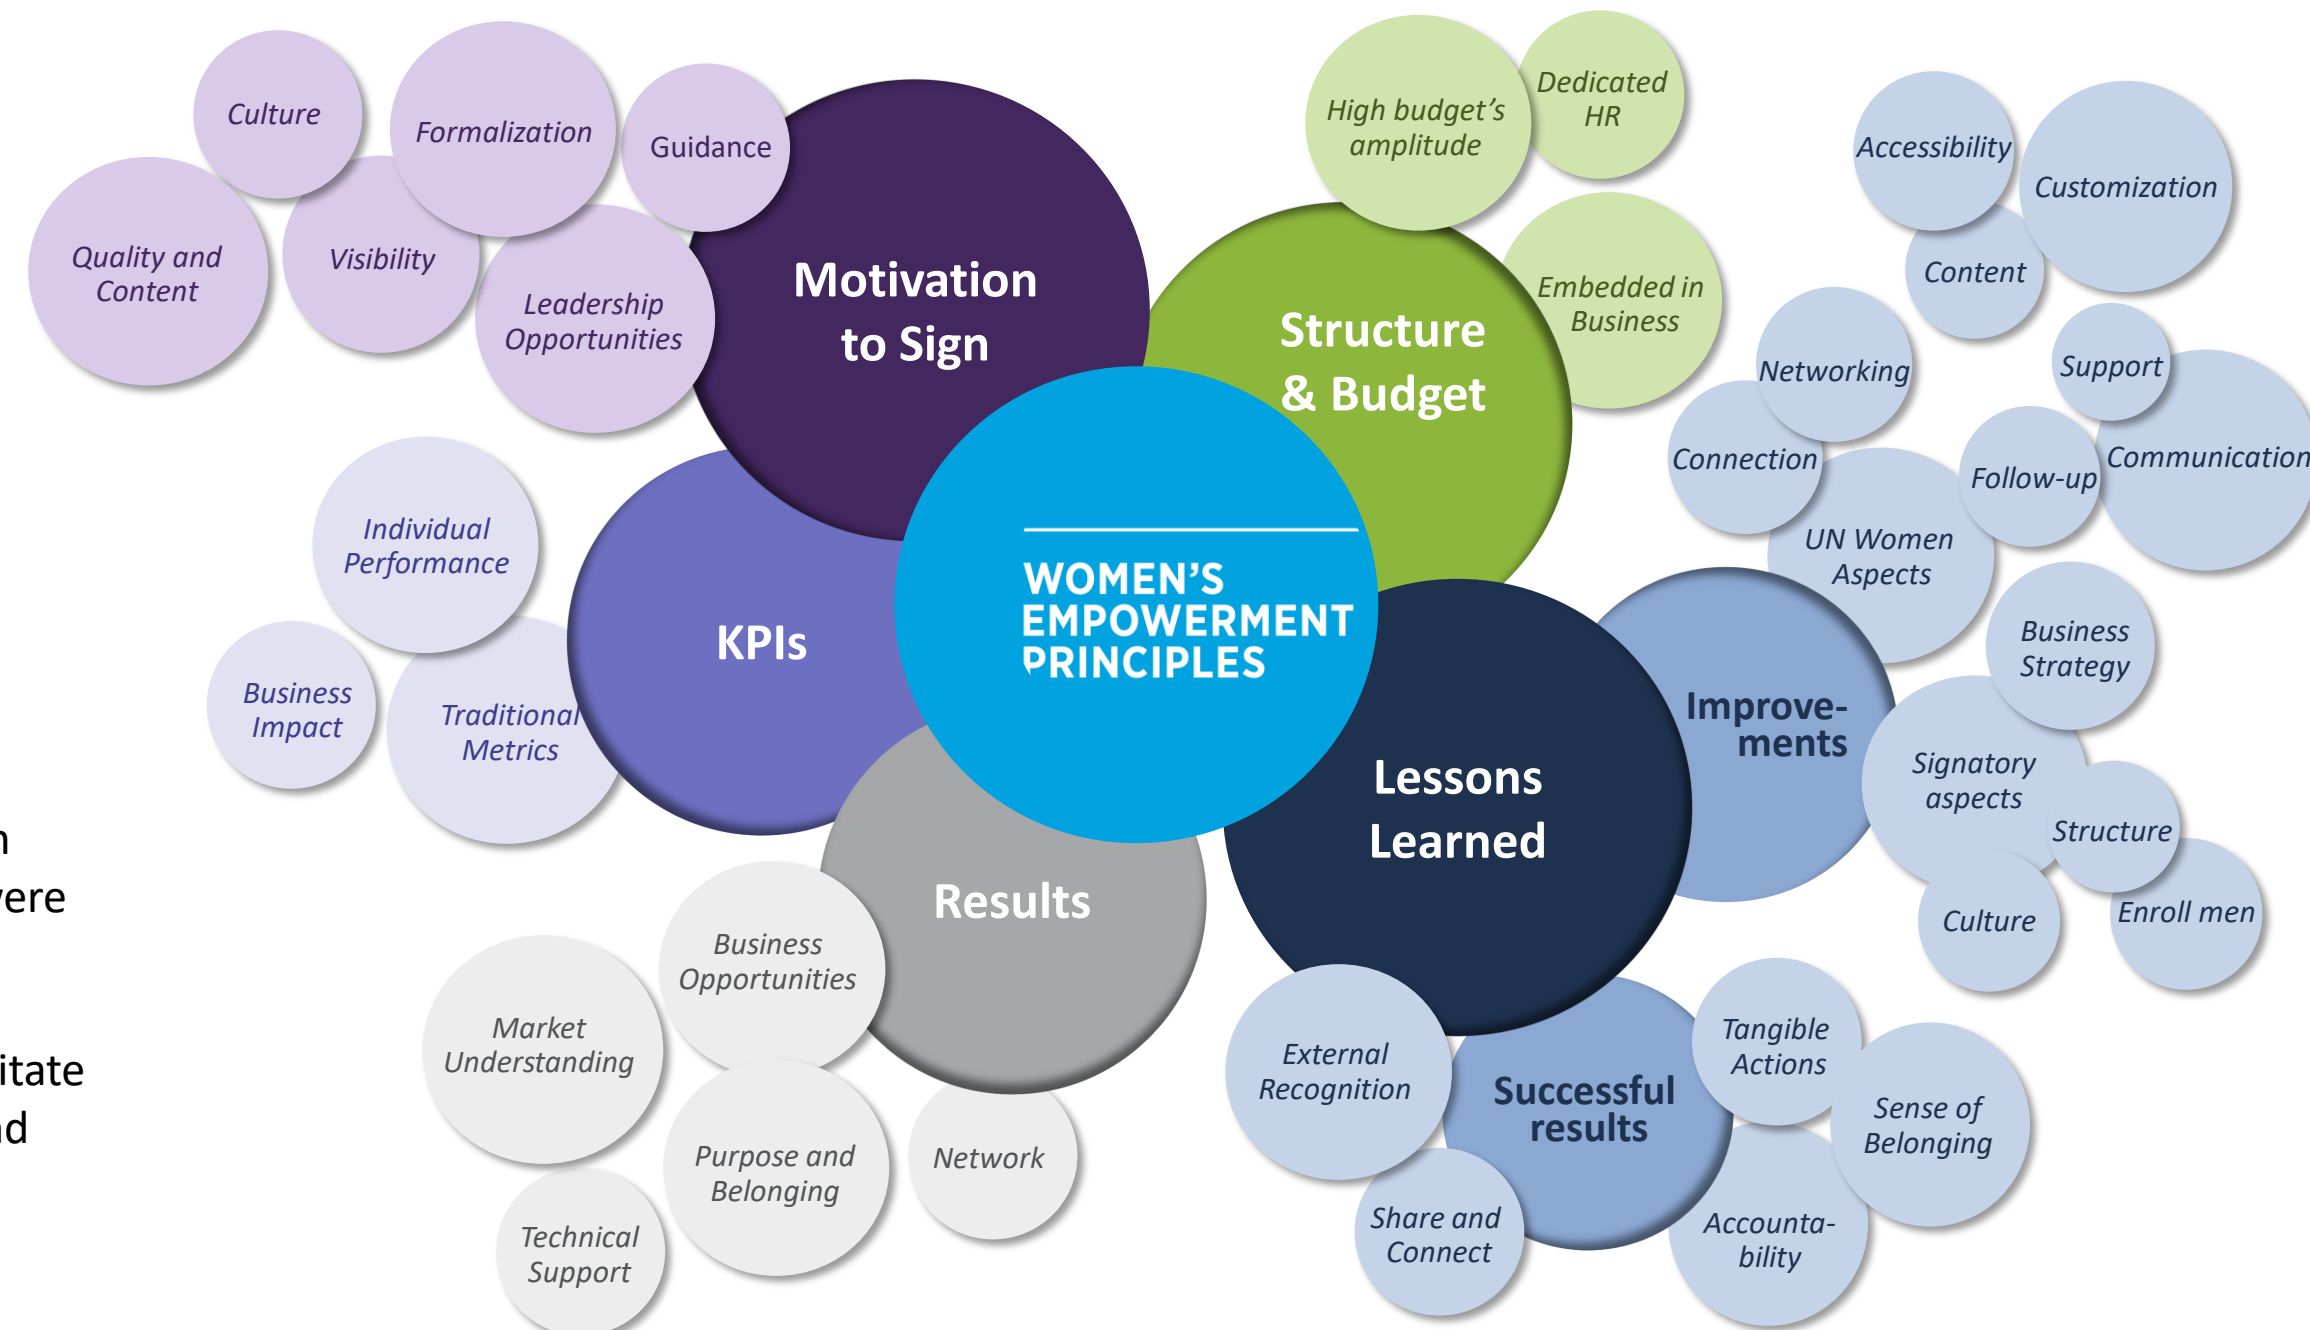 Culture
Formalization
Guidance
Quality and
Content
Visibility
Leadership
Opportunities
Motivation
to Sign
High budget's
amplitude
Dedicated
HR
Embedded in
Business
Structure
& Budget
Accessibility
Customization
Content
Networking
Support
Connection
Follow-up
Communication
UN Women
Aspects
Business
Strategy
Improve-
ments
Signatory
aspects
Structure
Culture
Enroll men
Individual
Performance
Business
Impact
Traditional
Metrics
KPIs
WOMEN'S
EMPOWERMENT
PRINCIPLES
Lessons
Learned
Results
Business
Opportunities
Market
Understanding
Purpose and
Belonging
Network
Technical
Support
External
Recognition
Successful
results
Tangible
Actions
Sense of
Belonging
Share and
Connect
Accounta-
bility